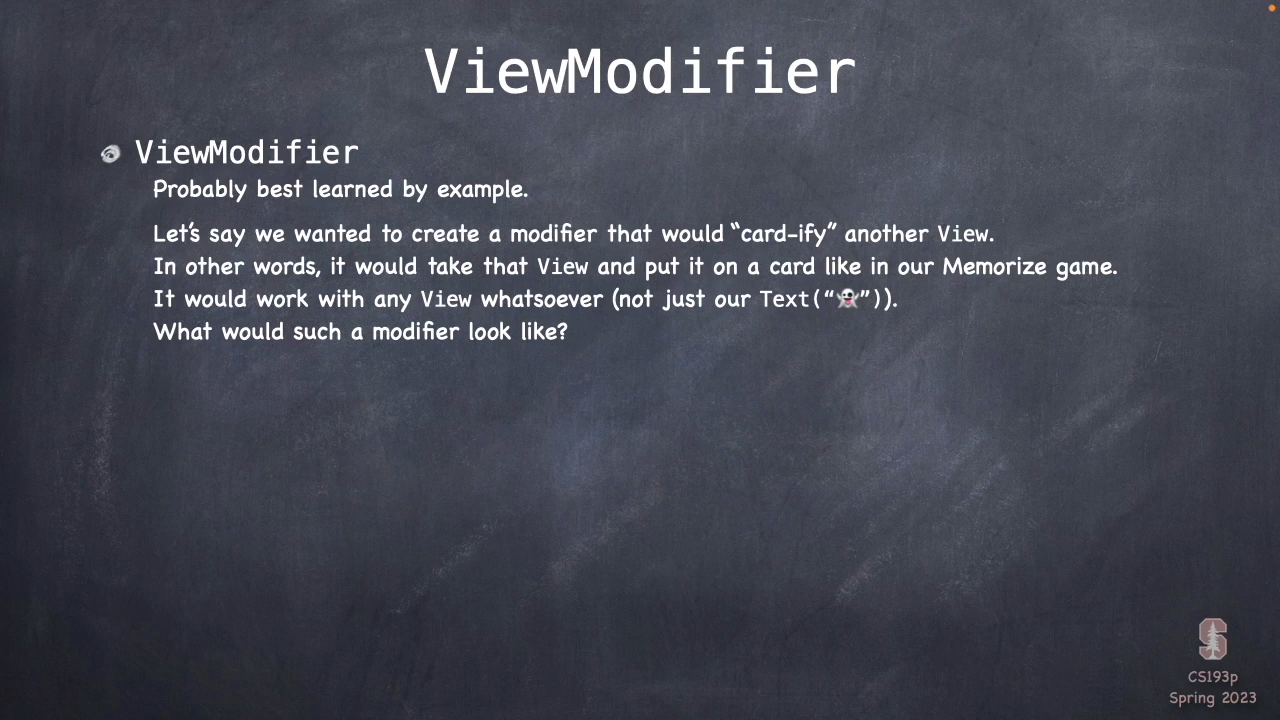 ViewModifier
ViewModifier
Probably best learned by example.
Let’s say we wanted to create a modifier that would “card-ify” another View.
In other words, it would take that View and put it on a card like in our Memorize game.
It would work with any View whatsoever (not just our Text(“👻”)).
What would such a modifier look like?
S
CS193p
Spring 2023